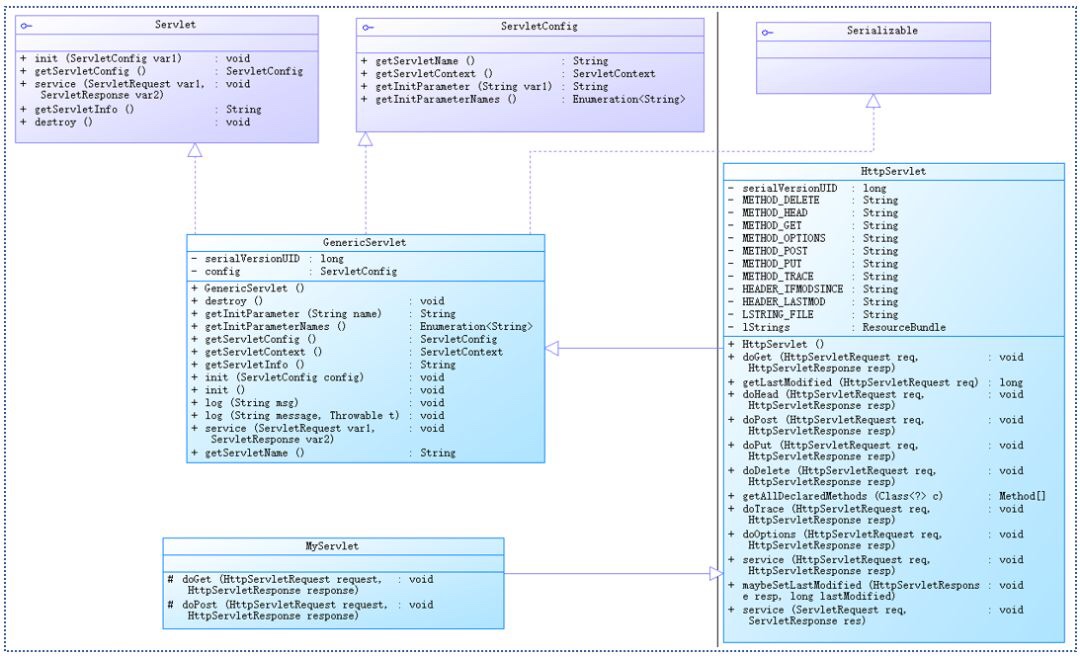 Servlet
+ init (ServletConfig var1) : void
+ getServletConfig () : ServletConfig
+ service (ServletRequest var1, : void
ServletResponse var2)
+ getServletInfo () : String
+ destroy () : void
ServletConfig
+ getServletName () : String
+ getServletContext () : ServletContext
+ getInitParameter (String var1) : String
+ getInitParameterNames () : Enumeration<String>
Serializable
GenericServlet
- serialVersionUID : long
- config : ServletConfig
+ GenericServlet ()
+ destroy () : void
+ getInitParameter (String name) : String
+ getInitParameterNames () : Enumeration<String>
+ getServletConfig () : ServletConfig
+ getServletContext () : ServletContext
+ getServletInfo () : String
+ init (ServletConfig config) : void
+ init () : void
+ log (String msg) : void
+ log (String message, Throwable t) : void
+ service (ServletRequest var1, : void
ServletResponse var2)
+ getServletName () : String
HttpServlet
- serialVersionUID : long
- METHOD_DELETE : String
- METHOD_HEAD : String
- METHOD_GET : String
- METHOD_OPTIONS : String
- METHOD_POST : String
- METHOD_PUT : String
- METHOD_TRACE : String
- HEADER_IFMODSINCE : String
- HEADER_LASTMOD : String
- LSTRING_FILE : String
- lStrings : ResourceBundle
+ HttpServlet ()
+ doGet (HttpServletRequest req, : void
HttpServletResponse resp)
+ getLastModified (HttpServletRequest req) : long
+ doHead (HttpServletRequest req, : void
HttpServletResponse resp)
+ doPost (HttpServletRequest req, : void
HttpServletResponse resp)
+ doPut (HttpServletRequest req, : void
HttpServletResponse resp)
+ doDelete (HttpServletRequest req, : void
HttpServletResponse resp)
+ getAllDeclaredMethods (Class<?> c) : Method[]
+ doTrace (HttpServletRequest req, : void
HttpServletResponse resp)
+ doOptions (HttpServletRequest req, : void
HttpServletResponse resp)
+ service (HttpServletRequest req, : void
HttpServletResponse resp)
+ maybeSetLastModified (HttpServletRespons : void
e resp, long lastModified)
+ service (ServletRequest req, : void
ServletResponse res)
MyServlet
# doGet (HttpServletRequest request, : void
HttpServletResponse response)
# doPost (HttpServletRequest request, : void
HttpServletResponse response)